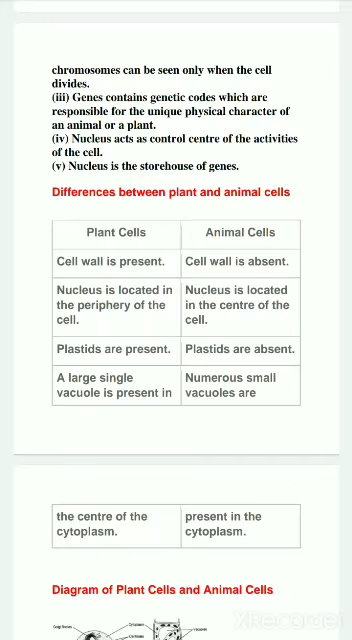 chromosomes can be seen only when the cell
divides.
(iii) Genes contains genetic codes which are
responsible for the unique physical character of
an animal or a plant.
(iv) Nucleus acts as control centre of the activities
of the cell.
(v) Nucleus is the storehouse of genes.
Differences between plant and animal cells
Plant Cells
Animal Cells
Cell wall is present.
Cell wall is absent.
Nucleus is located in
the periphery of the
cell.
Nucleus is located
in the centre of the
cell.
Plastids are present.
Plastids are absent.
A large single
vacuole is present in
Numerous small
vacuoles are
the centre of the
cytoplasm.
present in the
cytoplasm.
Diagram of Plant Cells and Animal Cells